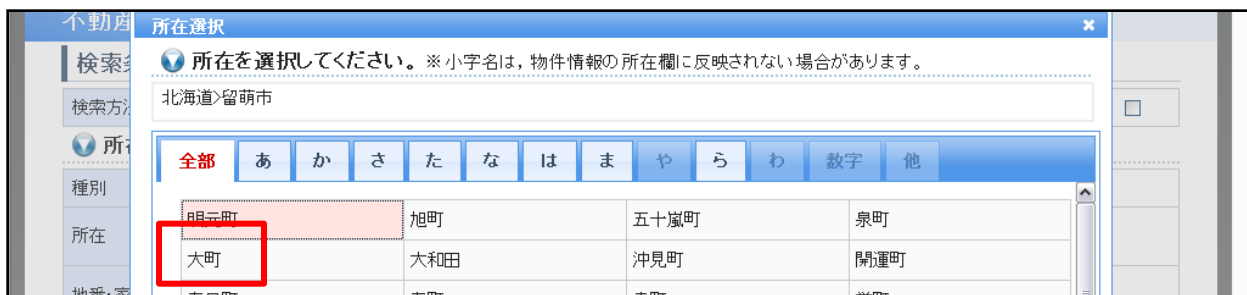 不動産
所在選択
検索条
所在を選択してください。※小字名は，物件情報の所在欄に反映されない場合があります。
検索方法
北海道>留萌市
所在
全部 あ か さ た な は ま や ら わ 数字 他
種別
明元町 旭町 五十嵐町 泉町
所在
大町 大和田 沖見町 開運町
地番・家